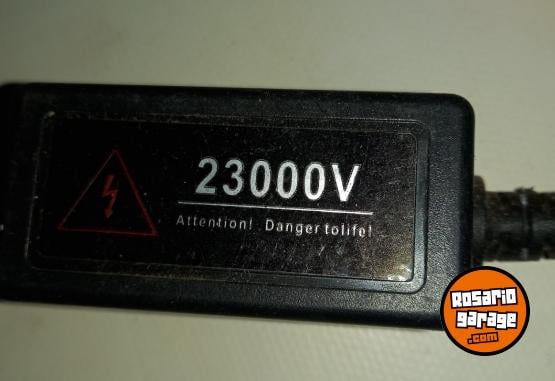 23000V
Attention! Danger tolife!
Rosario
garage
.com